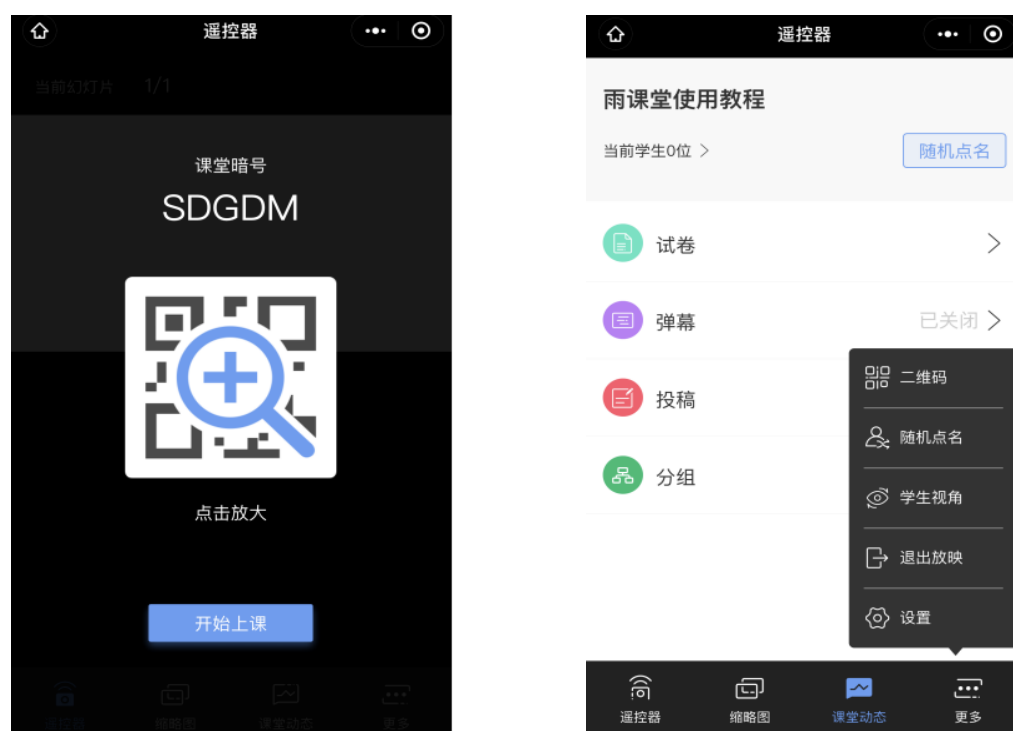 遥控器
当前幻灯片 1/1
课堂暗号
SDGDM
点击放大
开始上课
遥控器 缩略图 课堂动态 更多
遥控器
雨课堂使用教程
当前学生0位 >
随机点名
试卷
弹幕 已关闭
投稿
分组
二维码
随机点名
学生视角
退出放映
设置
遥控器 缩略图 课堂动态 更多